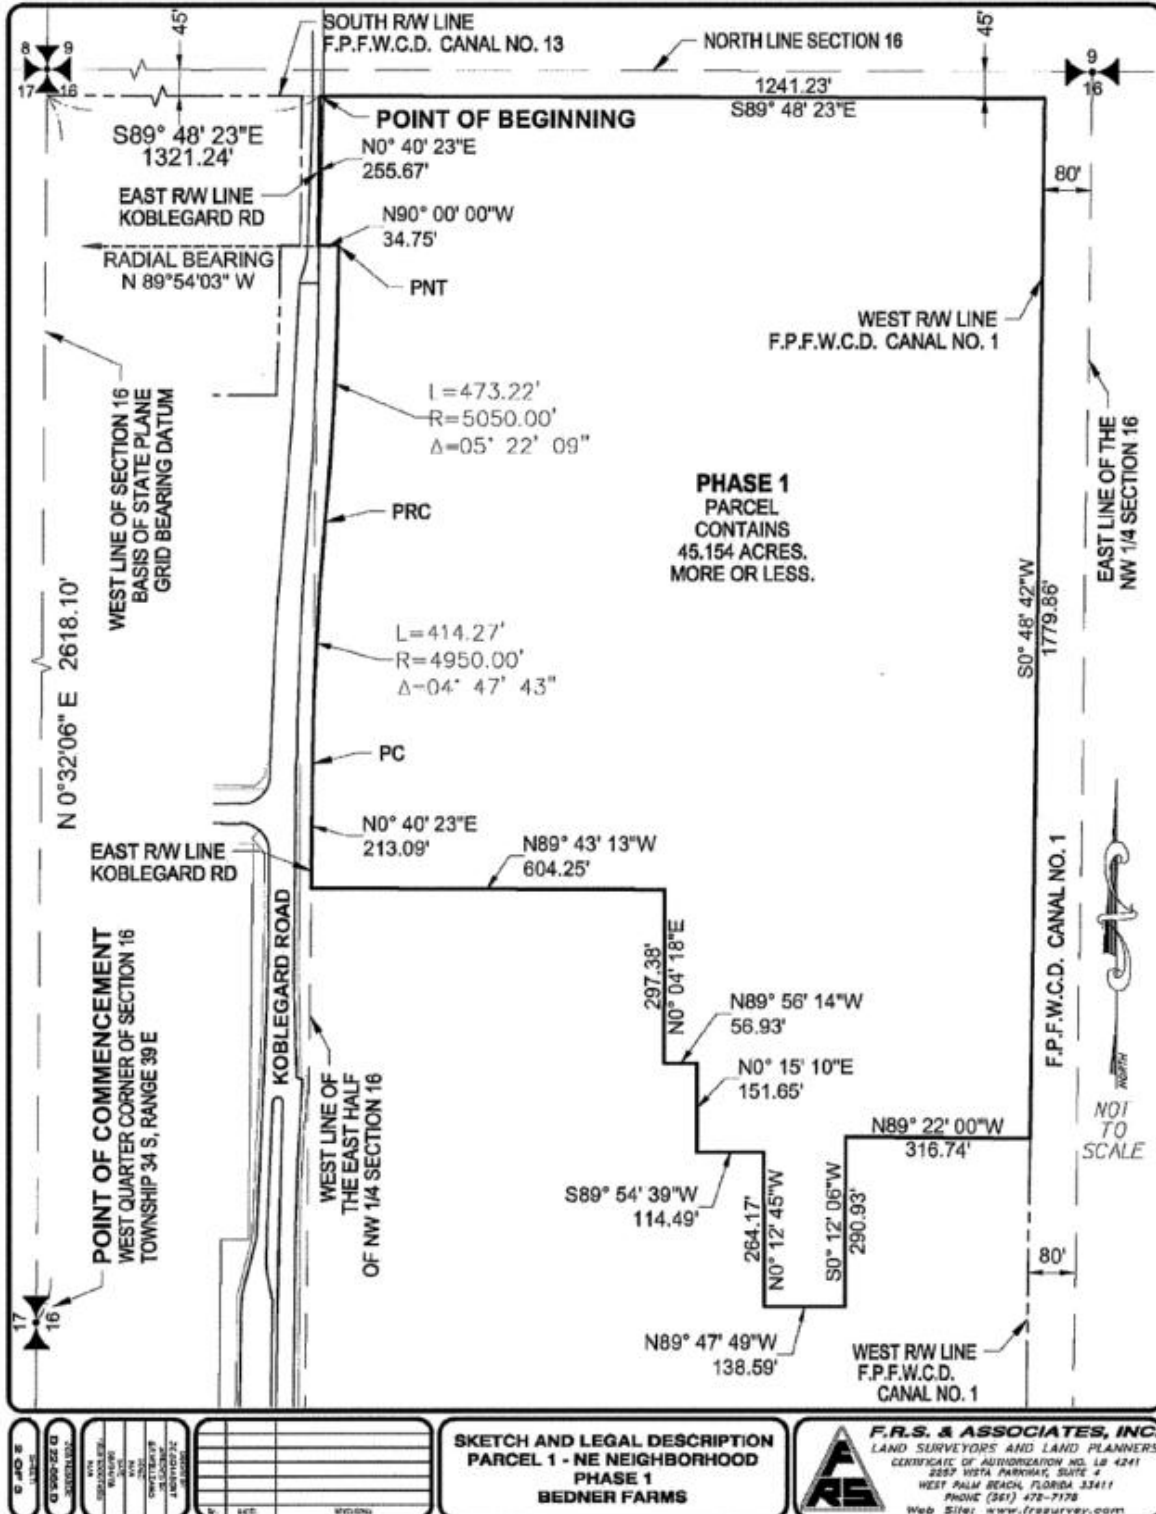 45'
SOUTH R/W LINE
F.P.F.W.C.D. CANAL NO. 13
NORTH LINE SECTION 16
45'
8 9
17 16
9
16
1241.23'
S89° 48' 23"E
POINT OF BEGINNING
S89° 48' 23"E
1321.24'
N0° 40' 23"E
255.67'
80'
EAST R/W LINE
KOBLEGARD RD
N90° 00' 00"W
34.75'
RADIAL BEARING
N 89°54'03" W
PNT
WEST R/W LINE
F.P.F.W.C.D. CANAL NO. 1
WEST LINE OF SECTION 16
BASIS OF STATE PLANE
GRID BEARING DATUM
L=473.22'
R=5050.00'
Δ=05° 22' 09"
EAST LINE OF THE
NW 1/4 SECTION 16
PHASE 1
PARCEL
CONTAINS
45.154 ACRES.
MORE OR LESS.
PRC
N 0°32'06" E 2618.10'
S0° 48' 42"W
1779.86'
L=414.27'
R=4950.00'
Δ=04° 47' 43"
PC
N0° 40' 23"E
213.09'
N89° 43' 13"W
604.25'
EAST R/W LINE
KOBLEGARD RD
F.P.F.W.C.D. CANAL NO. 1
KOBLEGARD ROAD
POINT OF COMMENCEMENT
WEST QUARTER CORNER OF SECTION 16
TOWNSHIP 34 S, RANGE 39 E
297.38'
N0° 04' 18"E
N89° 56' 14"W
56.93'
N0° 15' 10"E
151.65'
WEST LINE OF
THE EAST HALF
OF NW 1/4 SECTION 16
N89° 22' 00"W
316.74'
NORTH
NOT
TO
SCALE
S89° 54' 39"W
114.49'
264.17'
N0° 12' 45"W
S0° 12' 06"W
290.93'
80'
17
16
N89° 47' 49"W
138.59'
WEST R/W LINE
F.P.F.W.C.D.
CANAL NO. 1
2 OF 3
SKETCH AND LEGAL DESCRIPTION
PARCEL 1 - NE NEIGHBORHOOD
PHASE 1
BEDNER FARMS
FRS
F.R.S. & ASSOCIATES, INC.
LAND SURVEYORS AND LAND PLANNERS
CERTIFICATE OF AUTHORIZATION NO. LB 4241
2257 VISTA PARKWAY, SUITE 4
WEST PALM BEACH, FLORIDA 33411
PHONE (561) 478-7178
Web Site: www.frssurvey.com